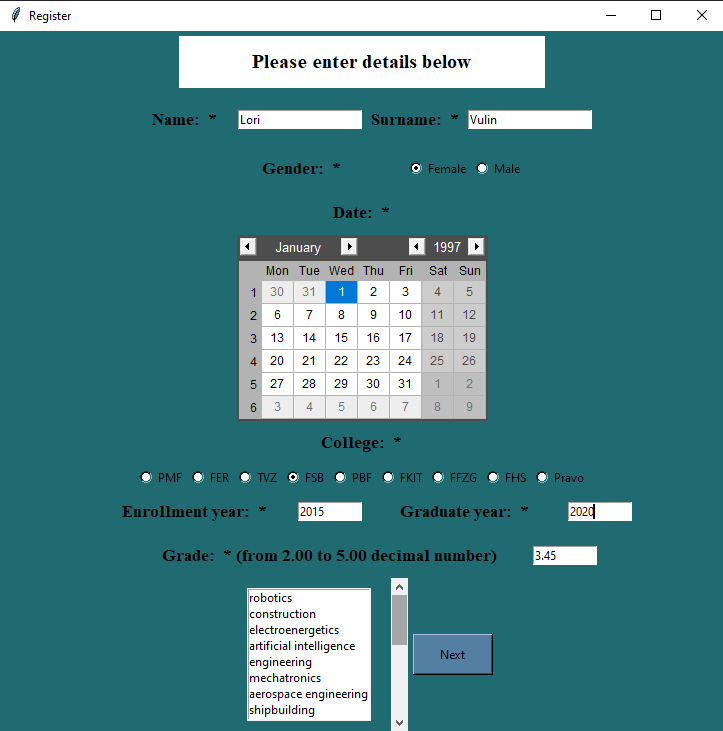 Register
Please enter details below
Name: * Lori Surname: * Vulin
Gender: * Female Male
Date: *
January 1997
Mon Tue Wed Thu Fri Sat Sun
1 30 31 1 2 3 4 5
2 6 7 8 9 10 11 12
3 13 14 15 16 17 18 19
4 20 21 22 23 24 25 26
5 27 28 29 30 31 1 2
6 3 4 5 6 7 8 9
College: *
PMF FER TVZ FSB PBF FKIT FFZG FHS Pravo
Enrollment year: * 2015 Graduate year: * 2020
Grade: * (from 2.00 to 5.00 decimal number) 3.45
robotics
construction
electroenergetics
artificial intelligence
engineering
mechatronics
aerospace engineering
shipbuilding
Next